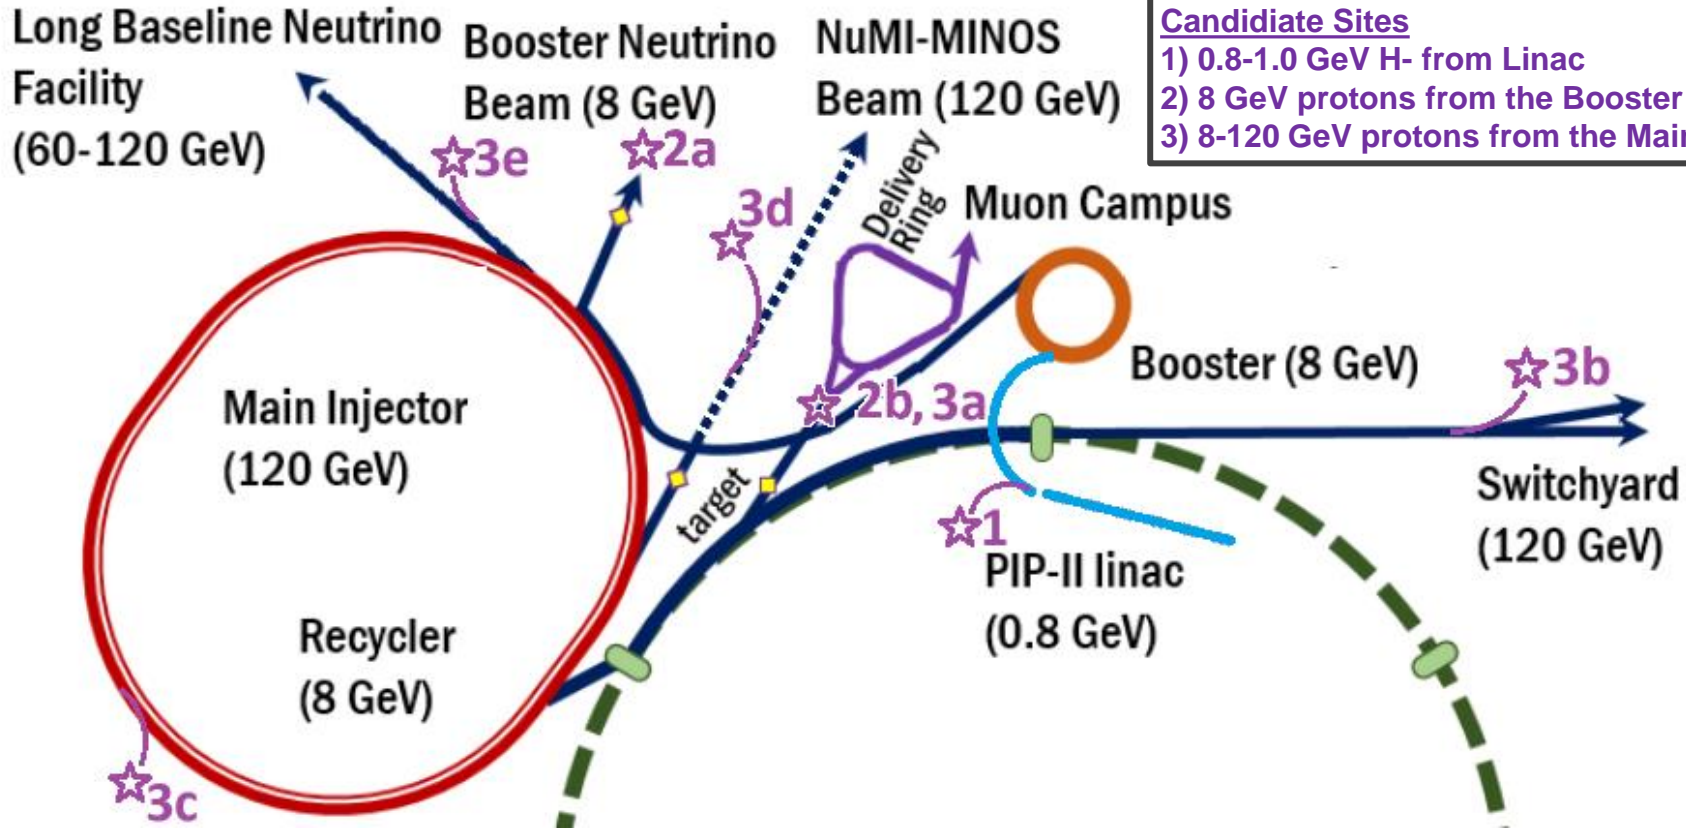 Long Baseline Neutrino
Facility
(60-120 GeV)
Booster Neutrino
Beam (8 GeV)
NuMI-MINOS
Beam (120 GeV)
Candidiate Sites
1) 0.8-1.0 GeV H- from Linac
2) 8 GeV protons from the Booster
3) 8-120 GeV protons from the Main
3e
2a
3d
Delivery
Ring
Muon Campus
Main Injector
(120 GeV)
2b, 3a
Booster (8 GeV)
3b
target
1
Switchyard
(120 GeV)
PIP-II linac
(0.8 GeV)
Recycler
(8 GeV)
3c